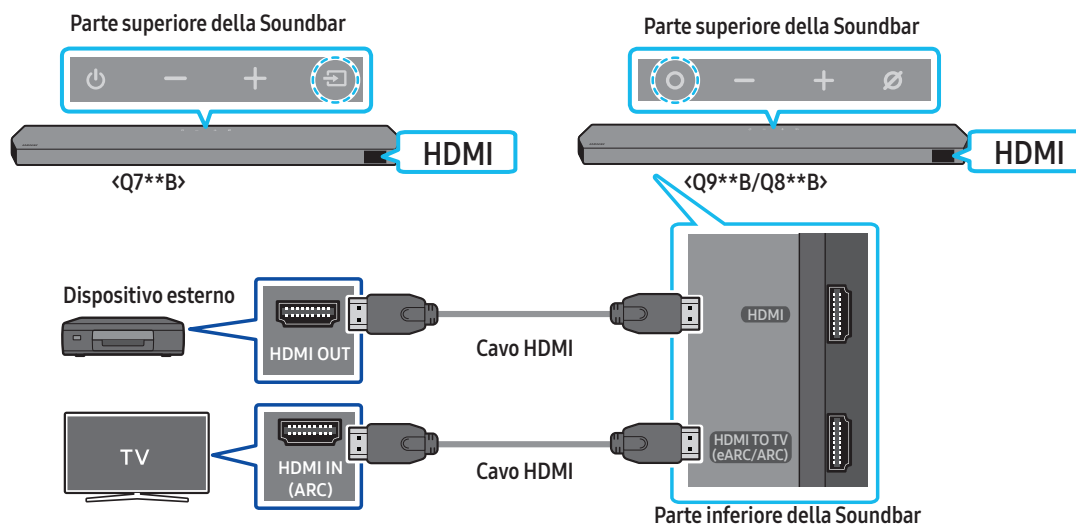 Parte superiore della Soundbar
Parte superiore della Soundbar
HDMI
HDMI
<Q7**B>
<Q9**B/Q8**B>
Dispositivo esterno
HDMI OUT
Cavo HDMI
HDMI
TV
HDMI IN
(ARC)
Cavo HDMI
HDMI TO TV
(eARC/ARC)
Parte inferiore della Soundbar